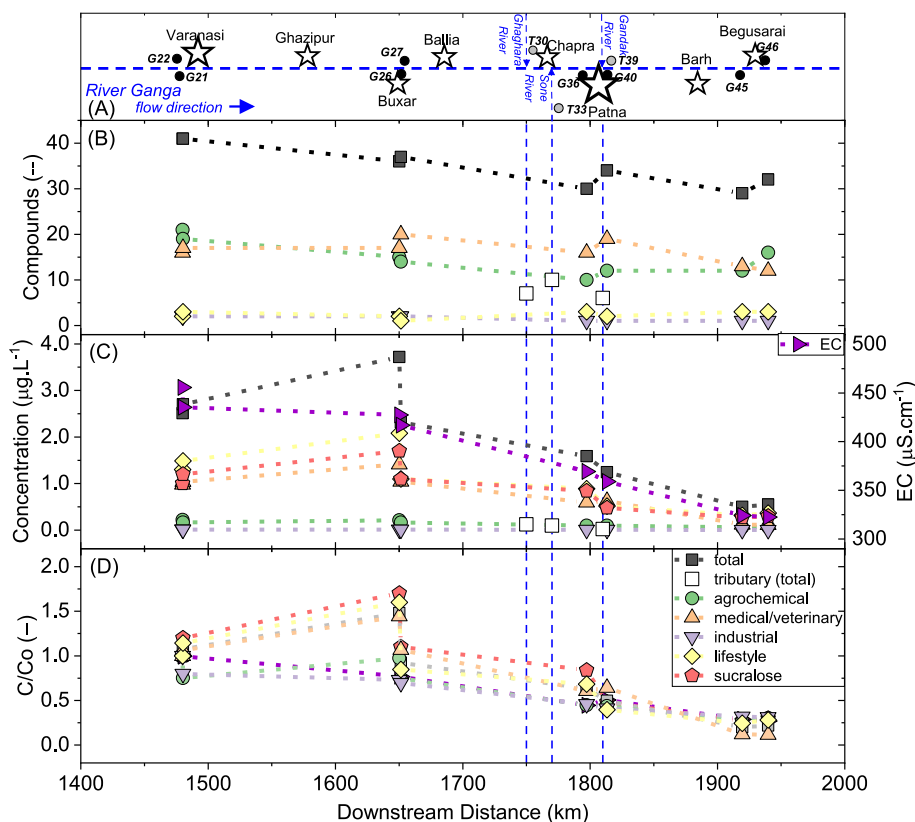 Varanasi
Ghazipur
Ballia
Chapra
Begusarai
G22
G21
G27
G26
Buxar
Ghaghara
River
T30
Sone
River
T33
G36
Patna
Gandak
River
T39
G40
Barh
G46
G45
River Ganga
flow direction
(A)
(B)
Compounds (--)
40
30
20
10
0
(C)
Concentration (µg.L-1)
4.0
3.0
2.0
1.0
0.0
EC
EC (µS.cm-1)
500
450
400
350
300
(D)
C/Co (--)
2.0
1.5
1.0
0.5
0.0
total
tributary (total)
agrochemical
medical/veterinary
industrial
lifestyle
sucralose
1400 1500 1600 1700 1800 1900 2000
Downstream Distance (km)